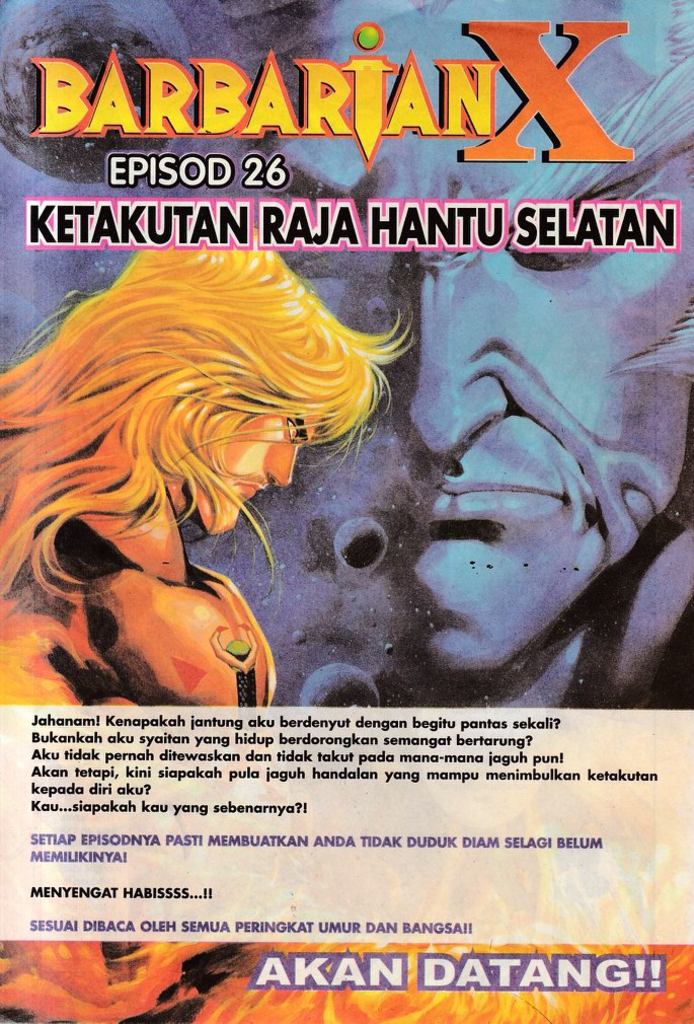 BARBARIAN X
EPISOD 26
KETAKUTAN RAJA HANTU SELATAN
Jahanam! Kenapakah jantung aku berdenyut dengan begitu pantas sekali?
Bukankah aku syaitan yang hidup berdorongkan semangat bertarung?
Aku tidak pernah ditewaskan dan tidak takut pada mana-mana jaguh pun!
Akan tetapi, kini siapakah pula jaguh handalan yang mampu menimbulkan ketakutan
kepada diri aku?
Kau...siapakah kau yang sebenarnya?!
SETIAP EPISODNYA PASTI MEMBUATKAN ANDA TIDAK DUDUK DIAM SELAGI BELUM
MEMILIKINYA!
MENYENGAT HABISSSS...!!
SESUAI DIBACA OLEH SEMUA PERINGKAT UMUR DAN BANGSA!!
AKAN DATANG!!